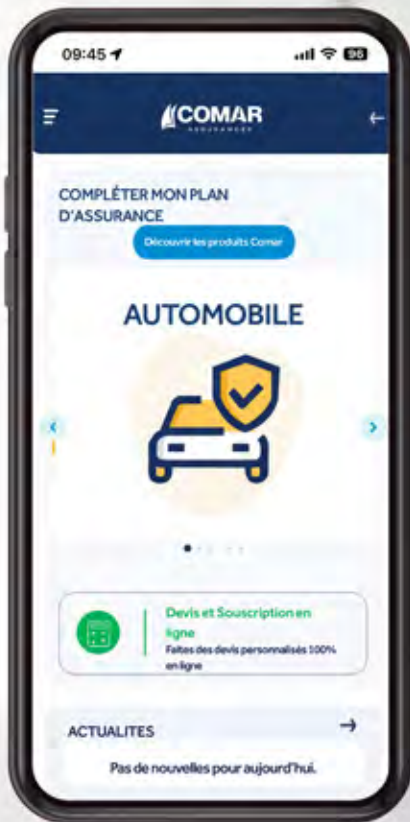 09:45
96
COMAR
ASSURANCES
COMPLÉTER MON PLAN
D'ASSURANCE
Découvrir les produits Comar
AUTOMOBILE
Devis et Souscription en
ligne
Faites des devis personnalisés 100%
en ligne
ACTUALITES
Pas de nouvelles pour aujourd'hui.